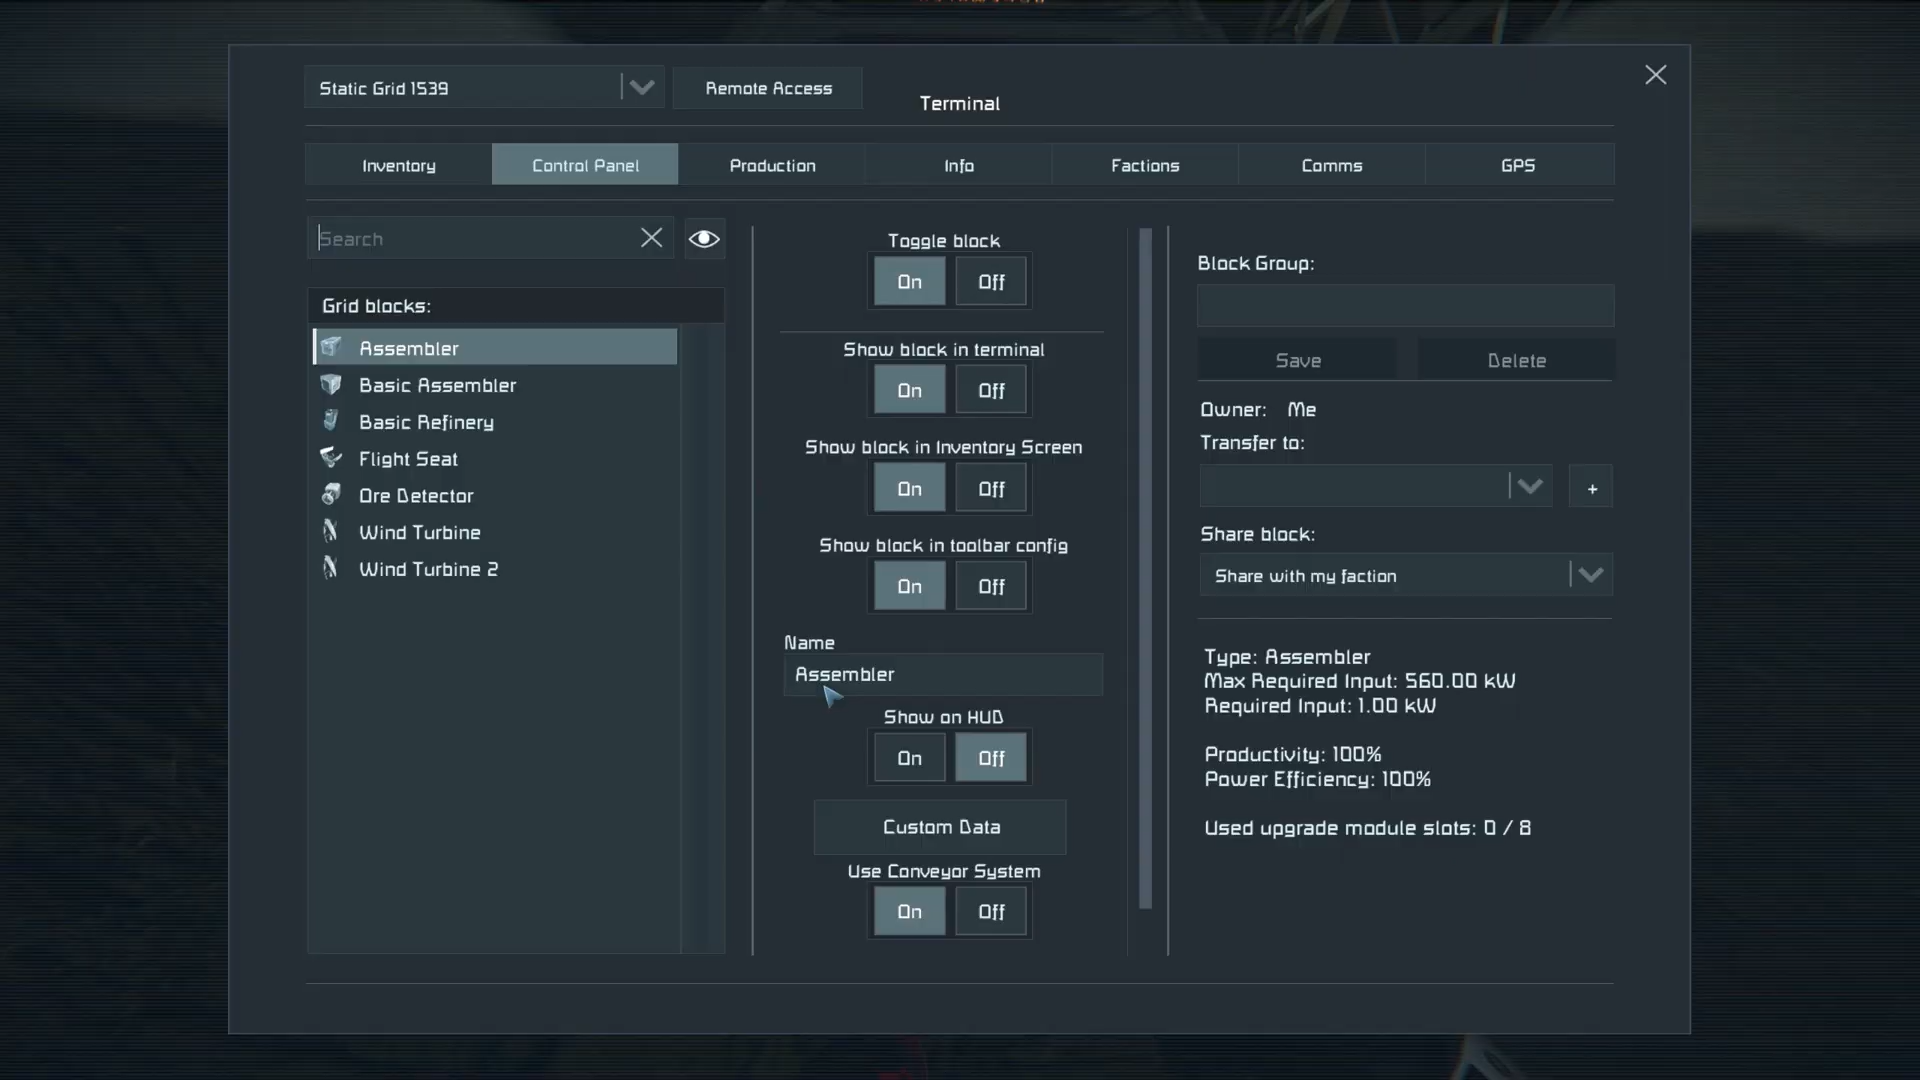 Static Grid 1539
Remote Access
Terminal
Inventory
Control Panel
Production
Info
Factions
Comms
GPS
Search
Grid blocks:
Assembler
Basic Assembler
Basic Refinery
Flight Seat
Ore Detector
Wind Turbine
Wind Turbine 2
Toggle block
On Off
Show block in terminal
On Off
Show block in Inventory Screen
On Off
Show block in toolbar config
On Off
Name
Assembler
Show on HUD
On Off
Custom Data
Use Conveyor System
On Off
Block Group:
Save Delete
Owner: Me
Transfer to:
+
Share block:
Share with my faction
Type: Assembler
Max Required Input: 560.00 kW
Required Input: 1.00 kW
Productivity: 100%
Power Efficiency: 100%
Used upgrade module slots: 0 / 8